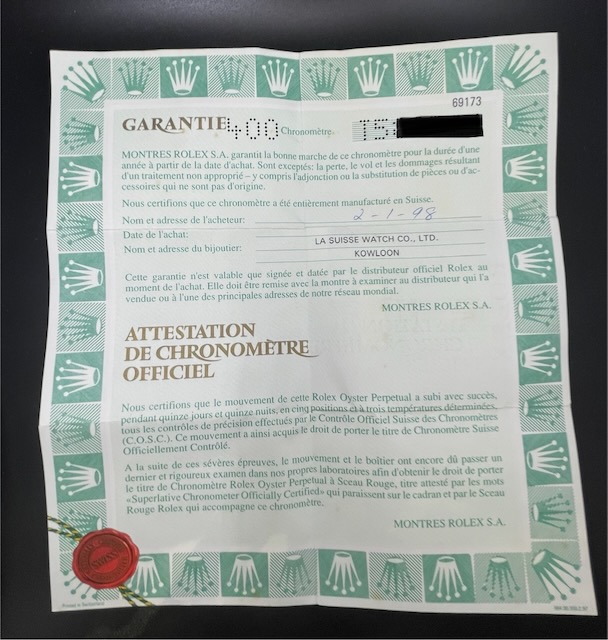 69173
GARANTIE 400 Chronomètre. T5
MONTRES ROLEX S.A. garantit la bonne marche de ce chronomètre pour la durée d'une
année à partir de la date d'achat. Sont exceptés: la perte, le vol et les dommages résultant
d'un traitement non approprié – y compris l'adjonction ou la substitution de pièces ou d'ac-
cessoires qui ne sont pas d'origine.
Nous certifions que ce chronomètre a été entièrement manufacturé en Suisse.
Nom et adresse de l'acheteur:
2-1-98
Date de l'achat:
LA SUISSE WATCH CO., LTD.
Nom et adresse du bijoutier:
KOWLOON
Cette garantie n'est valable que signée et datée par le distributeur officiel Rolex au
moment de l'achat. Elle doit être remise avec la montre à examiner au distributeur qui l'a
vendue ou à l'une des principales adresses de notre réseau mondial.
MONTRES ROLEX S.A.
ATTESTATION
DE CHRONOMÈTRE
OFFICIEL
Nous certifions que le mouvement de cette Rolex Oyster Perpetual a subi avec succès,
pendant quinze jours et quinze nuits, en cinq positions et à trois températures déterminées,
tous les contrôles de précision effectués par le Contrôle Officiel Suisse des Chronomètres
(C.O.S.C.). Ce mouvement a ainsi acquis le droit de porter le titre de Chronomètre Suisse
Officiellement Contrôlé.
A la suite de ces sévères épreuves, le mouvement et le boîtier ont encore dû passer un
dernier et rigoureux examen dans nos propres laboratoires afin d'obtenir le droit de porter
le titre de Chronomètre Rolex Oyster Perpetual à Sceau Rouge, titre attesté par les mots
«Superlative Chronometer Officially Certified» qui paraissent sur le cadran et par le Sceau
Rouge Rolex qui accompagne ce chronomètre.
MONTRES ROLEX S.A.
Printed in Switzerland